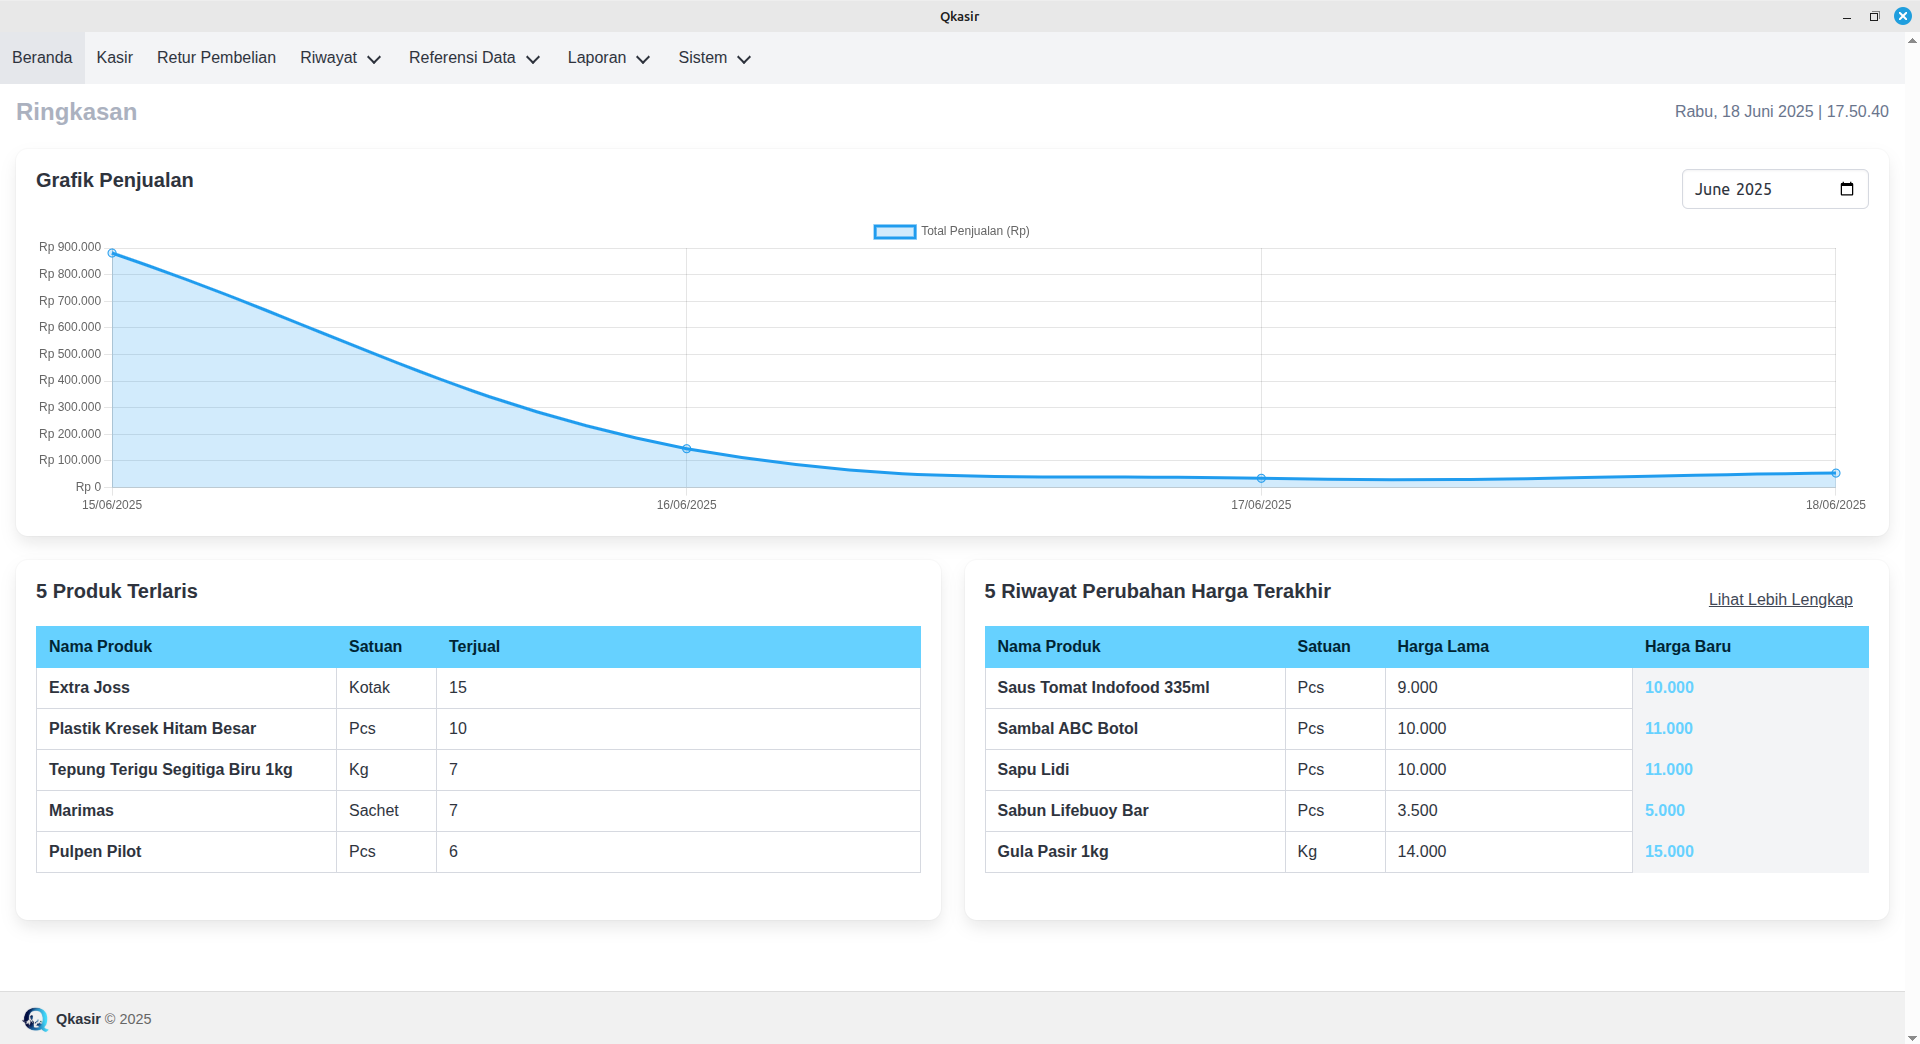 Qkasir
Beranda Kasir Retur Pembelian Riwayat Referensi Data Laporan Sistem
Ringkasan
Rabu, 18 Juni 2025 | 17.50.40
Grafik Penjualan
June 2025
Total Penjualan (Rp)
Rp 900.000
Rp 800.000
Rp 700.000
Rp 600.000
Rp 500.000
Rp 400.000
Rp 300.000
Rp 200.000
Rp 100.000
Rp 0
15/06/2025 16/06/2025 17/06/2025 18/06/2025
5 Produk Terlaris
Nama Produk Satuan Terjual
Extra Joss Kotak 15
Plastik Kresek Hitam Besar Pcs 10
Tepung Terigu Segitiga Biru 1kg Kg 7
Marimas Sachet 7
Pulpen Pilot Pcs 6
5 Riwayat Perubahan Harga Terakhir
Lihat Lebih Lengkap
Nama Produk Satuan Harga Lama Harga Baru
Saus Tomat Indofood 335ml Pcs 9.000 10.000
Sambal ABC Botol Pcs 10.000 11.000
Sapu Lidi Pcs 10.000 11.000
Sabun Lifebuoy Bar Pcs 3.500 5.000
Gula Pasir 1kg Kg 14.000 15.000
Qkasir © 2025